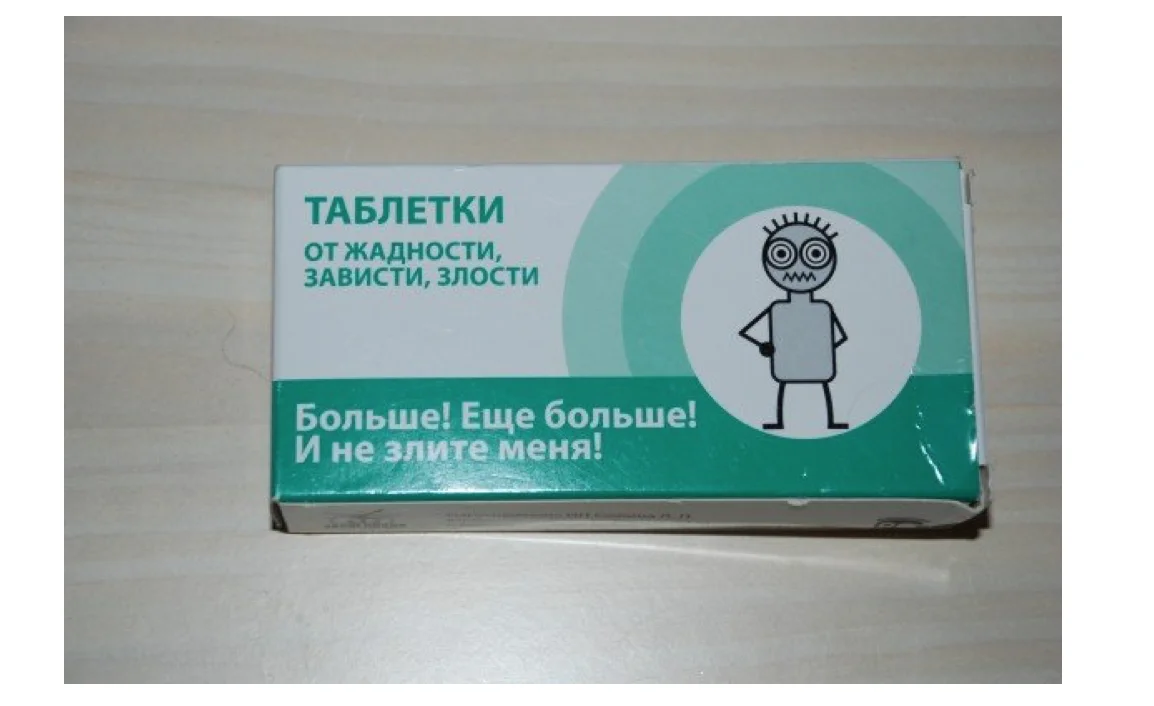 ТАБЛЕТКИ
ОТ ЖАДНОСТИ,
ЗАВИСТИ, ЗЛОСТИ
Больше! Еще больше!
И не злите меня!